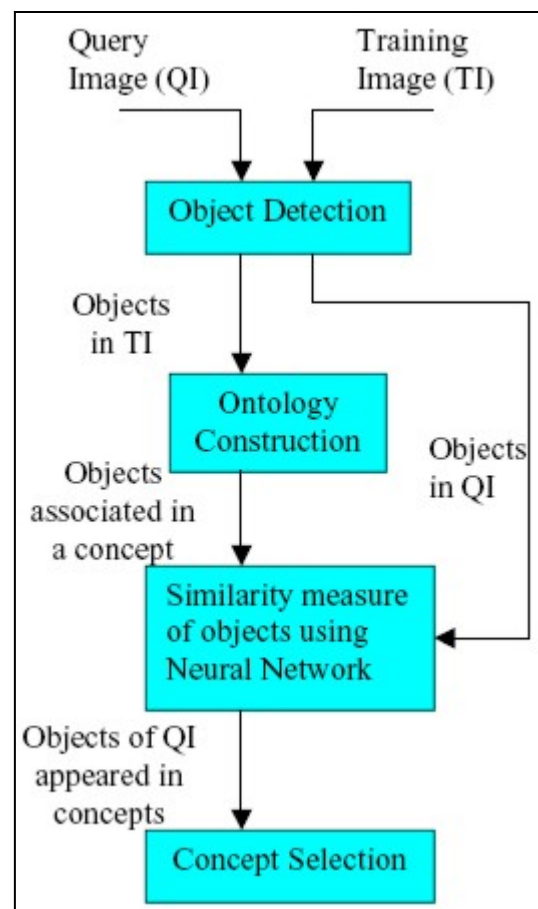 Query
Image (QI)
Training
Image (TI)
Object Detection
Objects
in TI
Ontology
Construction
Objects
in QI
Objects
associated in
a concept
Similarity measure
of objects using
Neural Network
Objects of QI
appeared in
concepts
Concept Selection